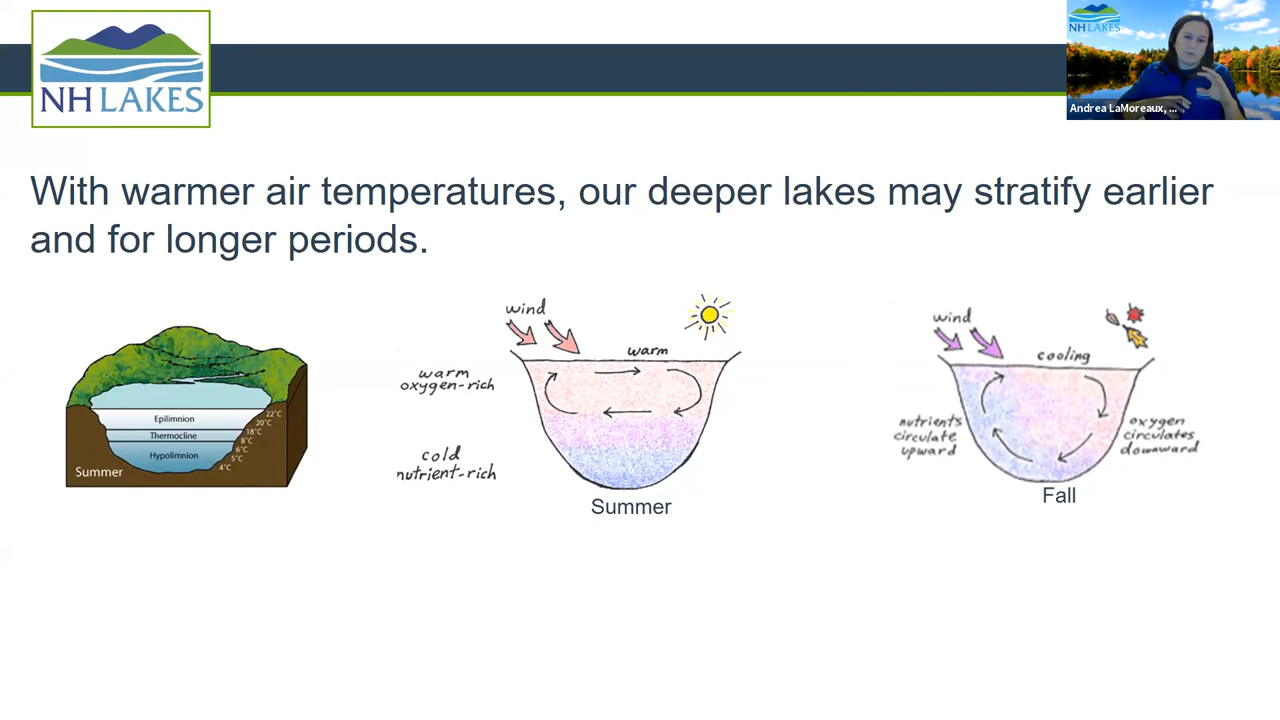 NH LAKES
NH LAKES
Andrea LaMoreaux, ...
With warmer air temperatures, our deeper lakes may stratify earlier
and for longer periods.
Epilimnion
Thermocline
Hypolimnion
22°C
20°C
18°C
8°C
6°C
5°C
4°C
Summer
wind
warm
warm
oxygen-rich
cold
nutrient-rich
Summer
wind
cooling
nutrients
circulate
upward
oxygen
circulates
downward
Fall